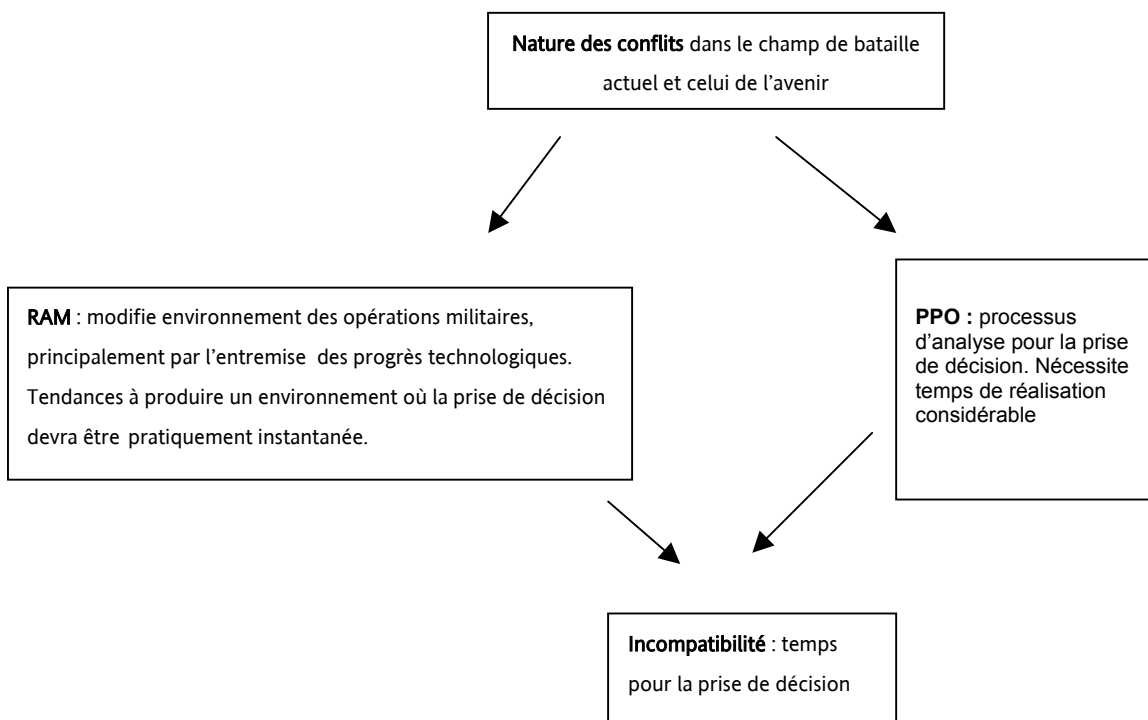 Nature des conflits dans le champ de bataille
actuel et celui de l’avenir
RAM : modifie environnement des opérations militaires,
principalement par l’entremise des progrès technologiques.
Tendances à produire un environnement où la prise de décision
devra être pratiquement instantanée.
PPO : processus
d’analyse pour la prise
de décision. Nécessite
temps de réalisation
considérable
Incompatibilité : temps
pour la prise de décision